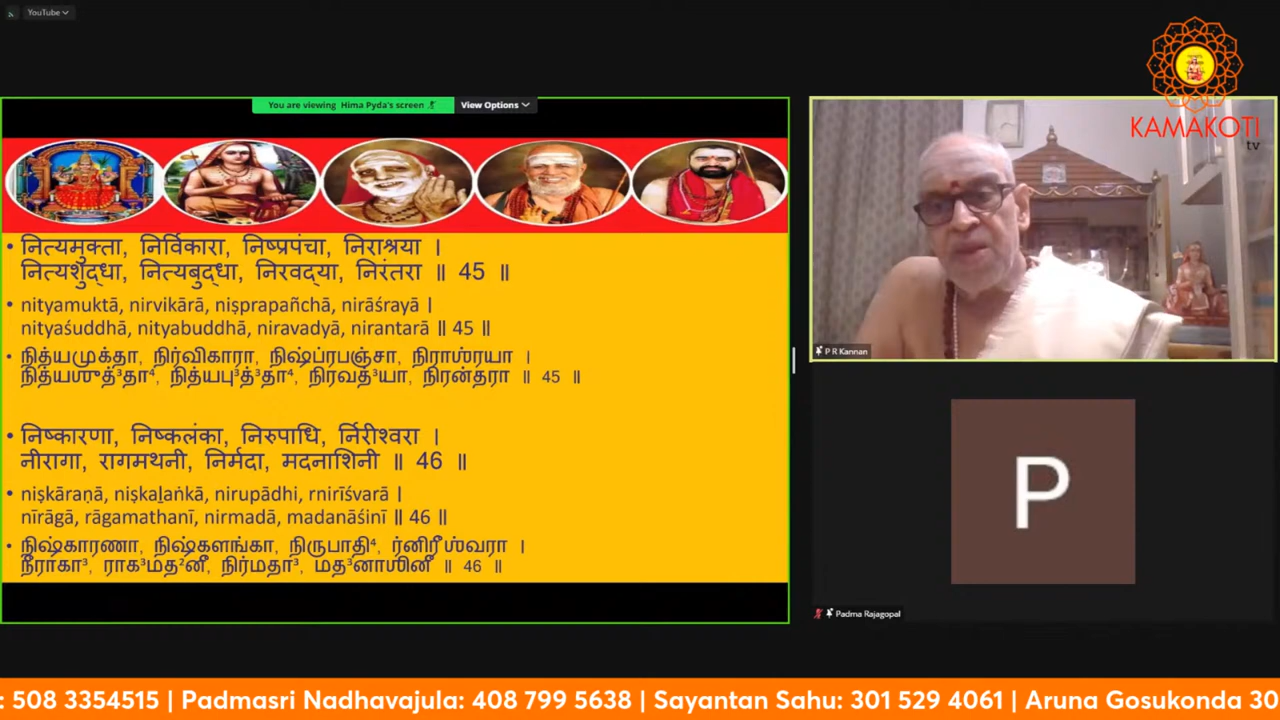 YouTube
KAMAKOTI
tv
You are viewing Hima Pyda's screen
View Options
• नित्यमुक्ता, निर्विकारा, निष्प्रपंचा, निराश्रया ।
नित्यशुद्धा, नित्यबुद्धा, निरवद्या, निरंतरा ॥ 45 ॥
• nityamuktā, nirvikārā, niṣprapañchā, nirāśrayā |
nityaśuddhā, nityabuddhā, niravadyā, nirantarā ‖ 45 ‖
• நித்யமுக்தா, நிர்விகாரா, நிஷ்ப்ரபஞ்சா, நிராஶ்ரயா ।
நித்யஶுத்³தா⁴, நித்யபு³த்³தா⁴, நிரவத்³யா, நிரன்தரா ॥ 45 ॥
• निष्कारणा, निष्कलंका, निरुपाधि, र्निरीश्वरा ।
नीरागा, रागमथनी, निर्मदा, मदनाशिनी ॥ 46 ॥
• niṣkāraṇā, niṣkaḻaṅkā, nirupādhi, rnirīśvarā |
nīrāgā, rāgamathanī, nirmadā, madanāśinī ‖ 46 ‖
• நிஷ்காரணா, நிஷ்களங்கா, நிருபாதி⁴, ர்னிரீஶ்வரா ।
நீராகா³, ராக³மத²னீ, நிர்மதா³, மத³னாஶினீ ॥ 46 ॥
P R Kannan
P
Padma Rajagopal
: 508 3354515 | Padmasri Nadhavajula: 408 799 5638 | Sayantan Sahu: 301 529 4061 | Aruna Gosukonda 30